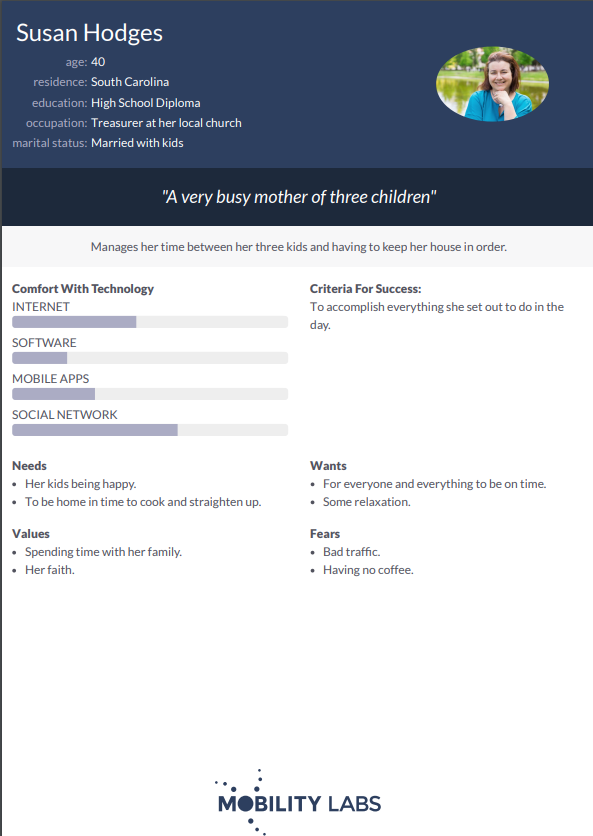 Susan Hodges
age: 40
residence: South Carolina
education: High School Diploma
occupation: Treasurer at her local church
marital status: Married with kids
"A very busy mother of three children"
Manages her time between her three kids and having to keep her house in order.
Comfort With Technology
INTERNET
SOFTWARE
MOBILE APPS
SOCIAL NETWORK
Criteria For Success:
To accomplish everything she set out to do in the
day.
Needs
• Her kids being happy.
• To be home in time to cook and straighten up.
Wants
• For everyone and everything to be on time.
• Some relaxation.
Values
• Spending time with her family.
• Her faith.
Fears
• Bad traffic.
• Having no coffee.
MOBILITY LABS